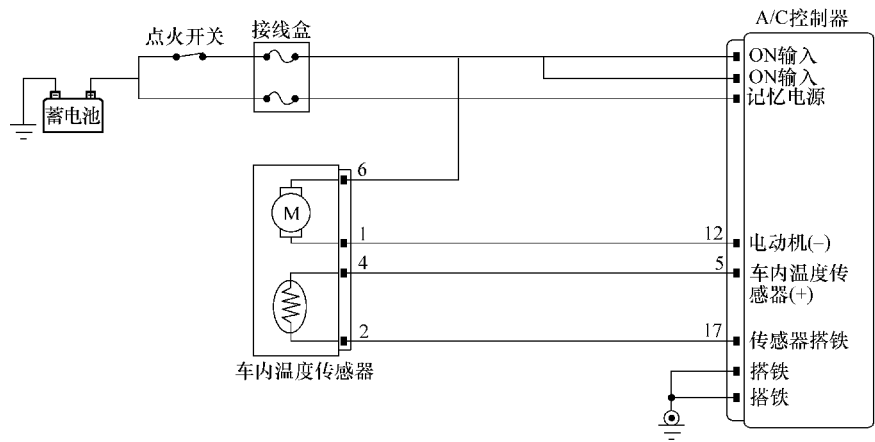 A/C控制器
点火开关
接线盒
ON输入
ON输入
记忆电源
蓄电池
6
M
1
12
电动机(–)
4
5
车内温度传
感器(+)
2
17
传感器搭铁
车内温度传感器
搭铁
搭铁